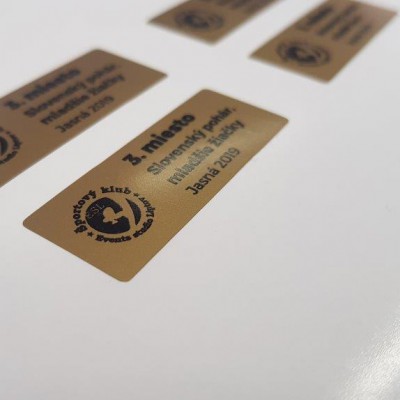 3. miesto
Slovenský pohár,
mladšie žiačky
Jasná 2019
Športový klub
Events studio
3. miesto
Slovenský pohár
mladšie žiačky
Jasná 2019